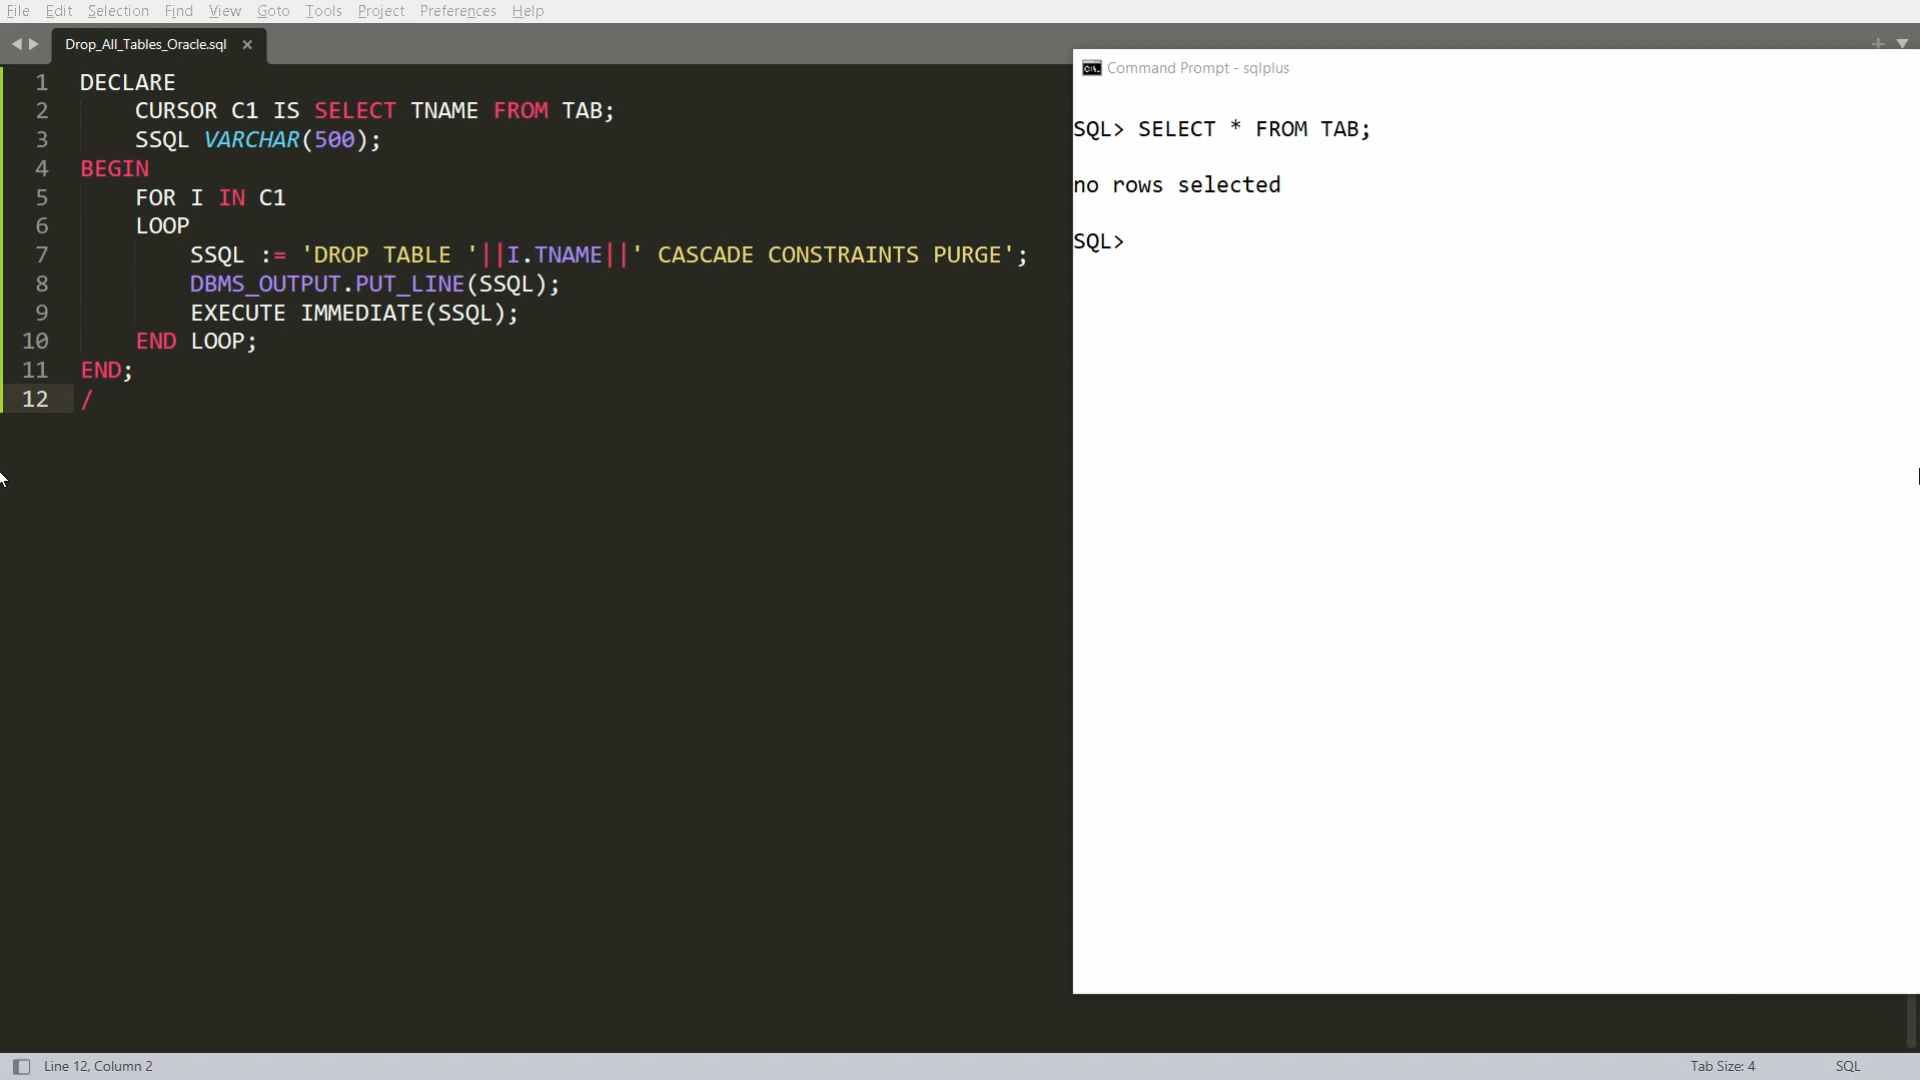 File Edit Selection Find View Goto Tools Project Preferences Help
Drop_All_Tables_Oracle.sql
1 DECLARE
2 CURSOR C1 IS SELECT TNAME FROM TAB;
3 SSQL VARCHAR(500);
4 BEGIN
5 FOR I IN C1
6 LOOP
7 SSQL := 'DROP TABLE '||I.TNAME||' CASCADE CONSTRAINTS PURGE';
8 DBMS_OUTPUT.PUT_LINE(SSQL);
9 EXECUTE IMMEDIATE(SSQL);
10 END LOOP;
11 END;
12 /
Command Prompt - sqlplus
SQL> SELECT * FROM TAB;
no rows selected
SQL>
Line 12, Column 2
Tab Size: 4
SQL